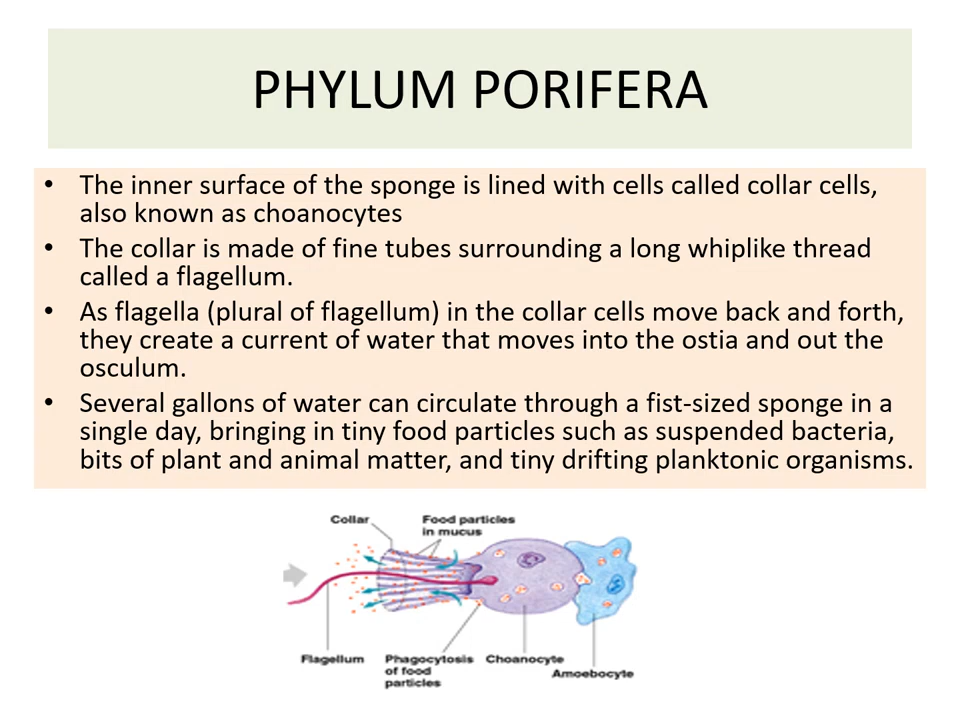 PHYLUM PORIFERA
• The inner surface of the sponge is lined with cells called collar cells,
also known as choanocytes
• The collar is made of fine tubes surrounding a long whiplike thread
called a flagellum.
• As flagella (plural of flagellum) in the collar cells move back and forth,
they create a current of water that moves into the ostia and out the
osculum.
• Several gallons of water can circulate through a fist-sized sponge in a
single day, bringing in tiny food particles such as suspended bacteria,
bits of plant and animal matter, and tiny drifting planktonic organisms.
Collar
Food particles
in mucus
Flagellum
Phagocytosis
of food
particles
Choanocyte
Amoebocyte